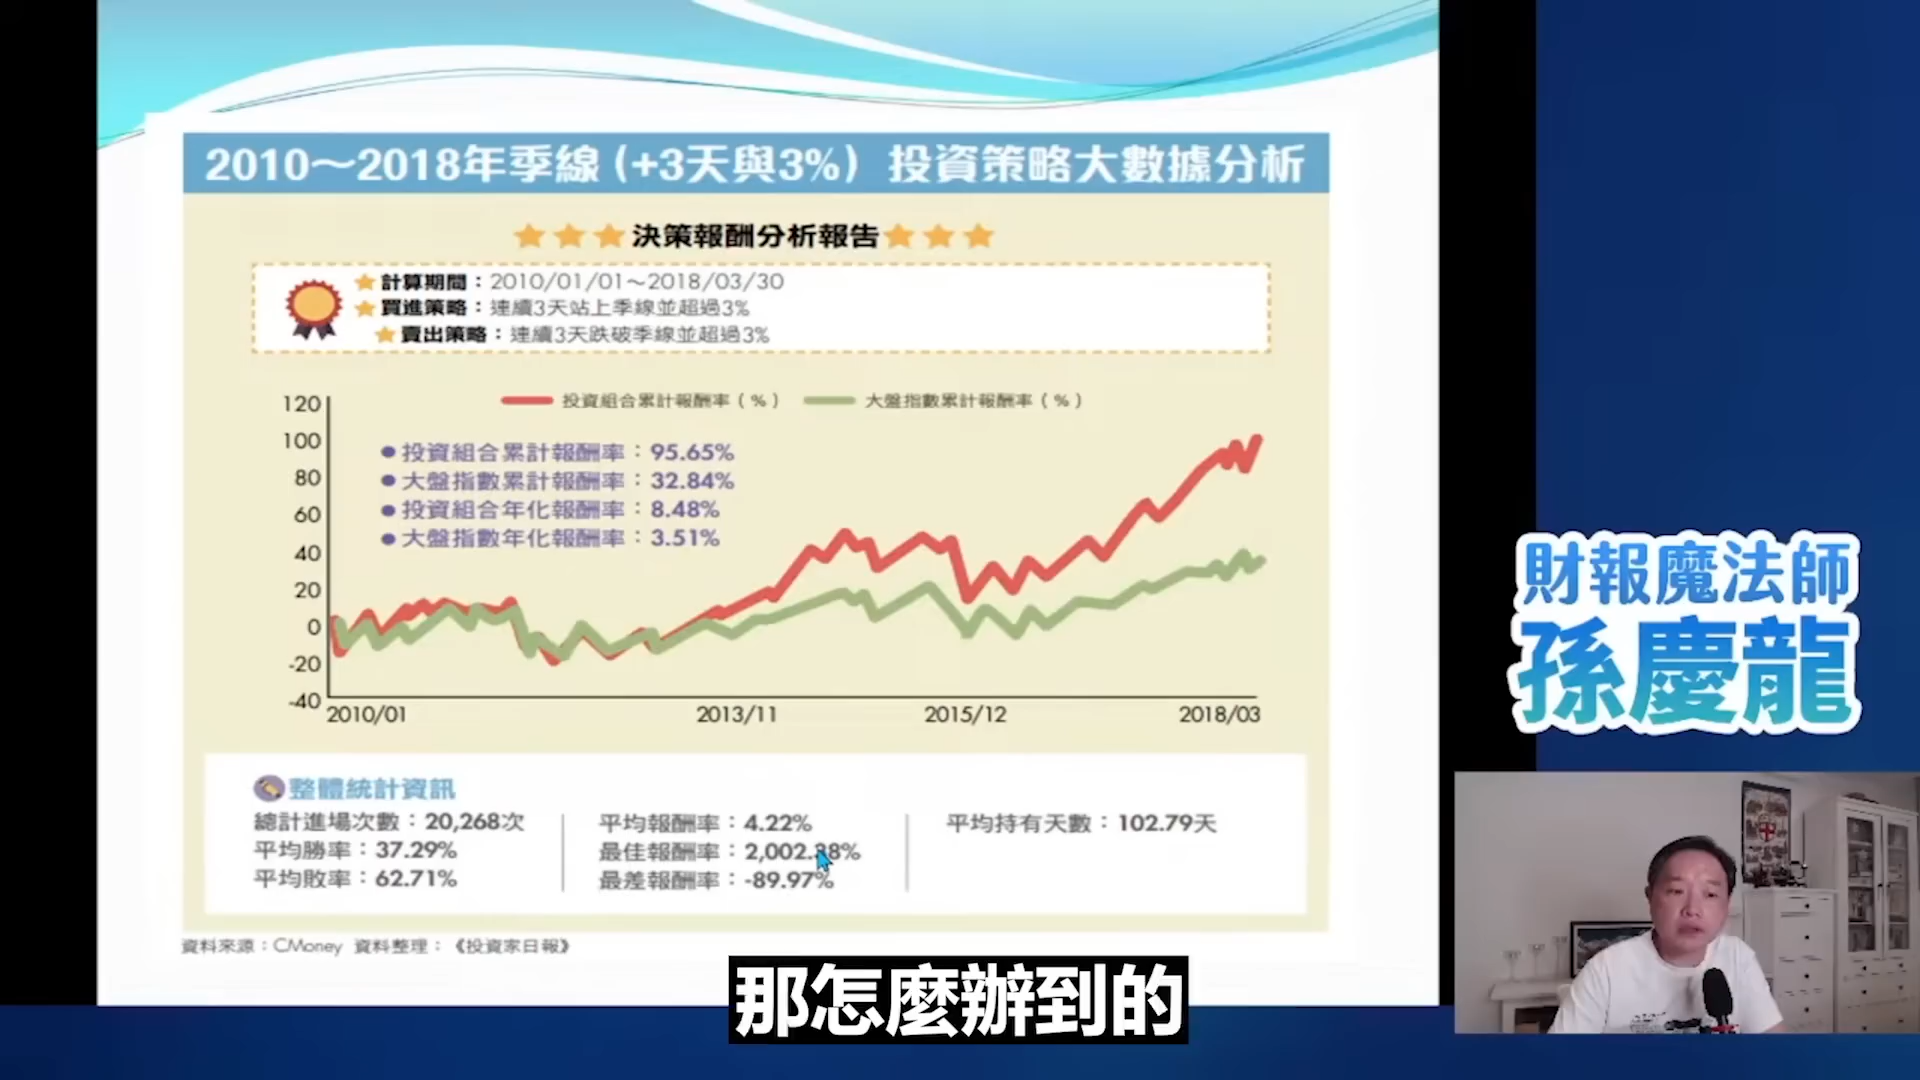 2010～2018年季線（+3天與3%）投資策略大數據分析
決策報酬分析報告
計算期間：2010/01/01～2018/03/30
買進策略：連續3天站上季線並超過3%
賣出策略：連續3天跌破季線並超過3%
投資組合累計報酬率（%） 大盤指數累計報酬率（%）
120
100
80
60
40
20
0
-20
-40
投資組合累計報酬率：95.65%
大盤指數累計報酬率：32.84%
投資組合年化報酬率：8.48%
大盤指數年化報酬率：3.51%
2010/01 2013/11 2015/12 2018/03
整體統計資訊
總計進場次數：20,268次
平均勝率：37.29%
平均敗率：62.71%
平均報酬率：4.22%
最佳報酬率：2,002.38%
最差報酬率：-89.97%
平均持有天數：102.79天
資料來源：CMoney 資料整理：《投資家日報》
財報魔法師
孫慶龍
那怎麼辦到的